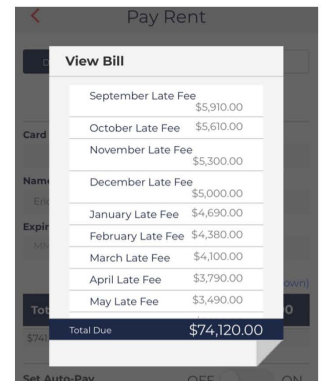 Pay Rent
View Bill
September Late Fee
$5,910.00
October Late Fee $5,610.00
November Late Fee
$5,300.00
December Late Fee
$5,000.00
January Late Fee $4,690.00
February Late Fee $4,380.00
March Late Fee $4,100.00
April Late Fee $3,790.00
May Late Fee $3,490.00
Total Due $74,120.00
Card
Name
Eric
Expir
own)
Tot
0
$741
Set Auto-Pay OFF ON